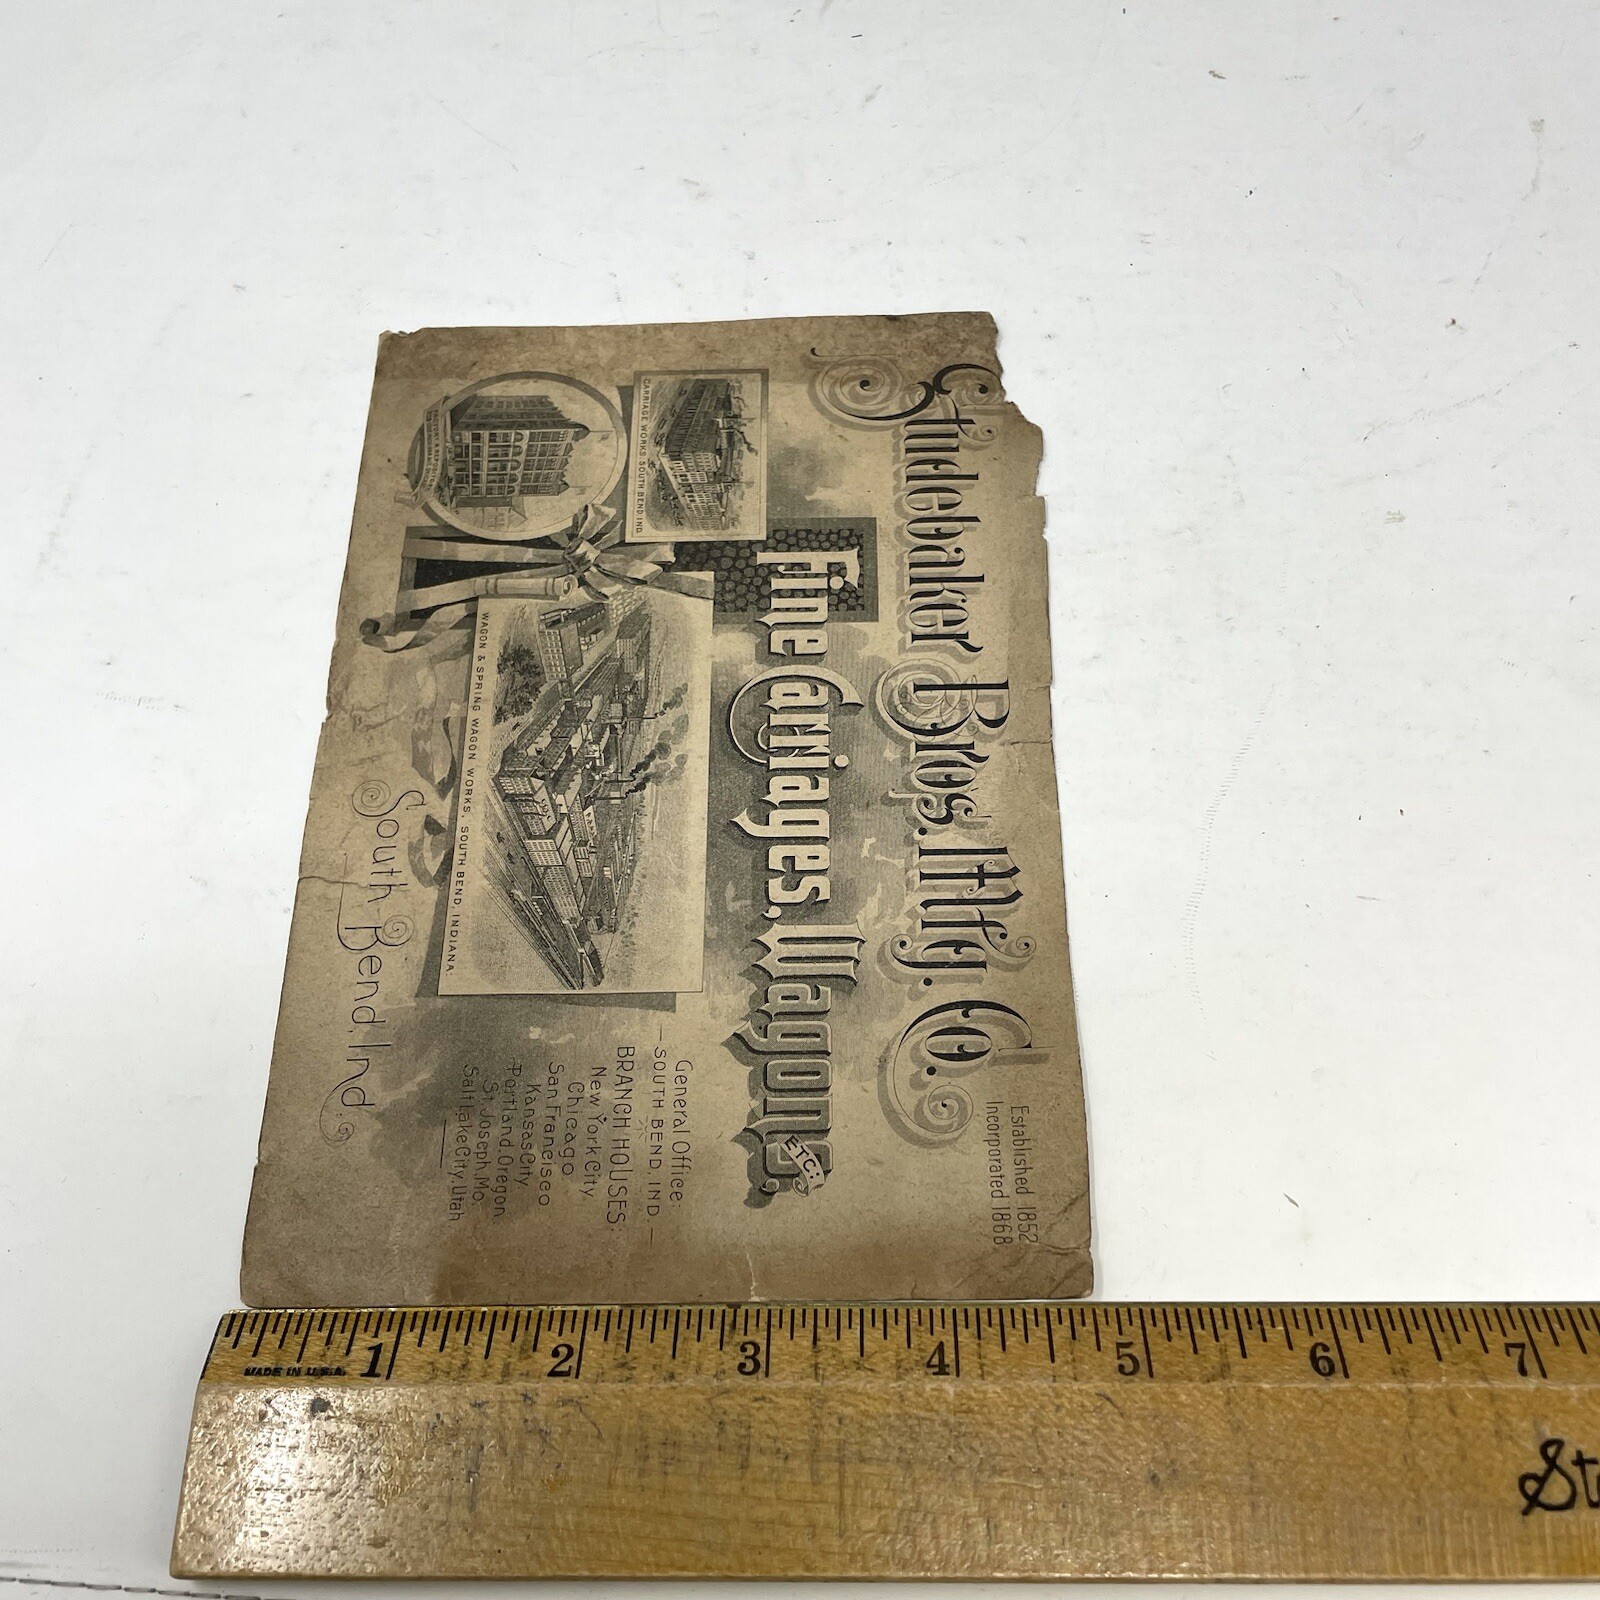 Studebaker Bros. Mfg. Co.
Established 1852
Incorporated 1868
Fine Carriages, Wagons,
ETC:
CARRIAGE WORKS SOUTH BEND, IND.
General Office:
— SOUTH BEND, IND. —
BRANCH HOUSES:
New York City
Chicago
San Francisco
Kansas City
Portland, Oregon
St. Joseph, Mo.
Salt Lake City, Utah
WAGON & SPRING WAGON WORKS, SOUTH BEND, INDIANA.
South Bend, Ind.
MADE IN U.S.A.
1 2 3 4 5 6 7